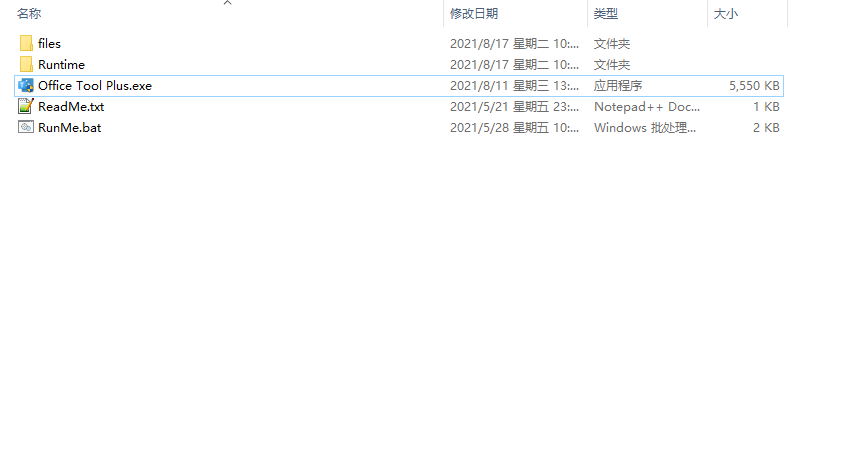 名称 修改日期 类型 大小
files 2021/8/17 星期二 10:... 文件夹
Runtime 2021/8/17 星期二 10:... 文件夹
Office Tool Plus.exe 2021/8/11 星期三 13:... 应用程序 5,550 KB
ReadMe.txt 2021/5/21 星期五 23:... Notepad++ Doc... 1 KB
RunMe.bat 2021/5/28 星期五 10:... Windows 批处理... 2 KB